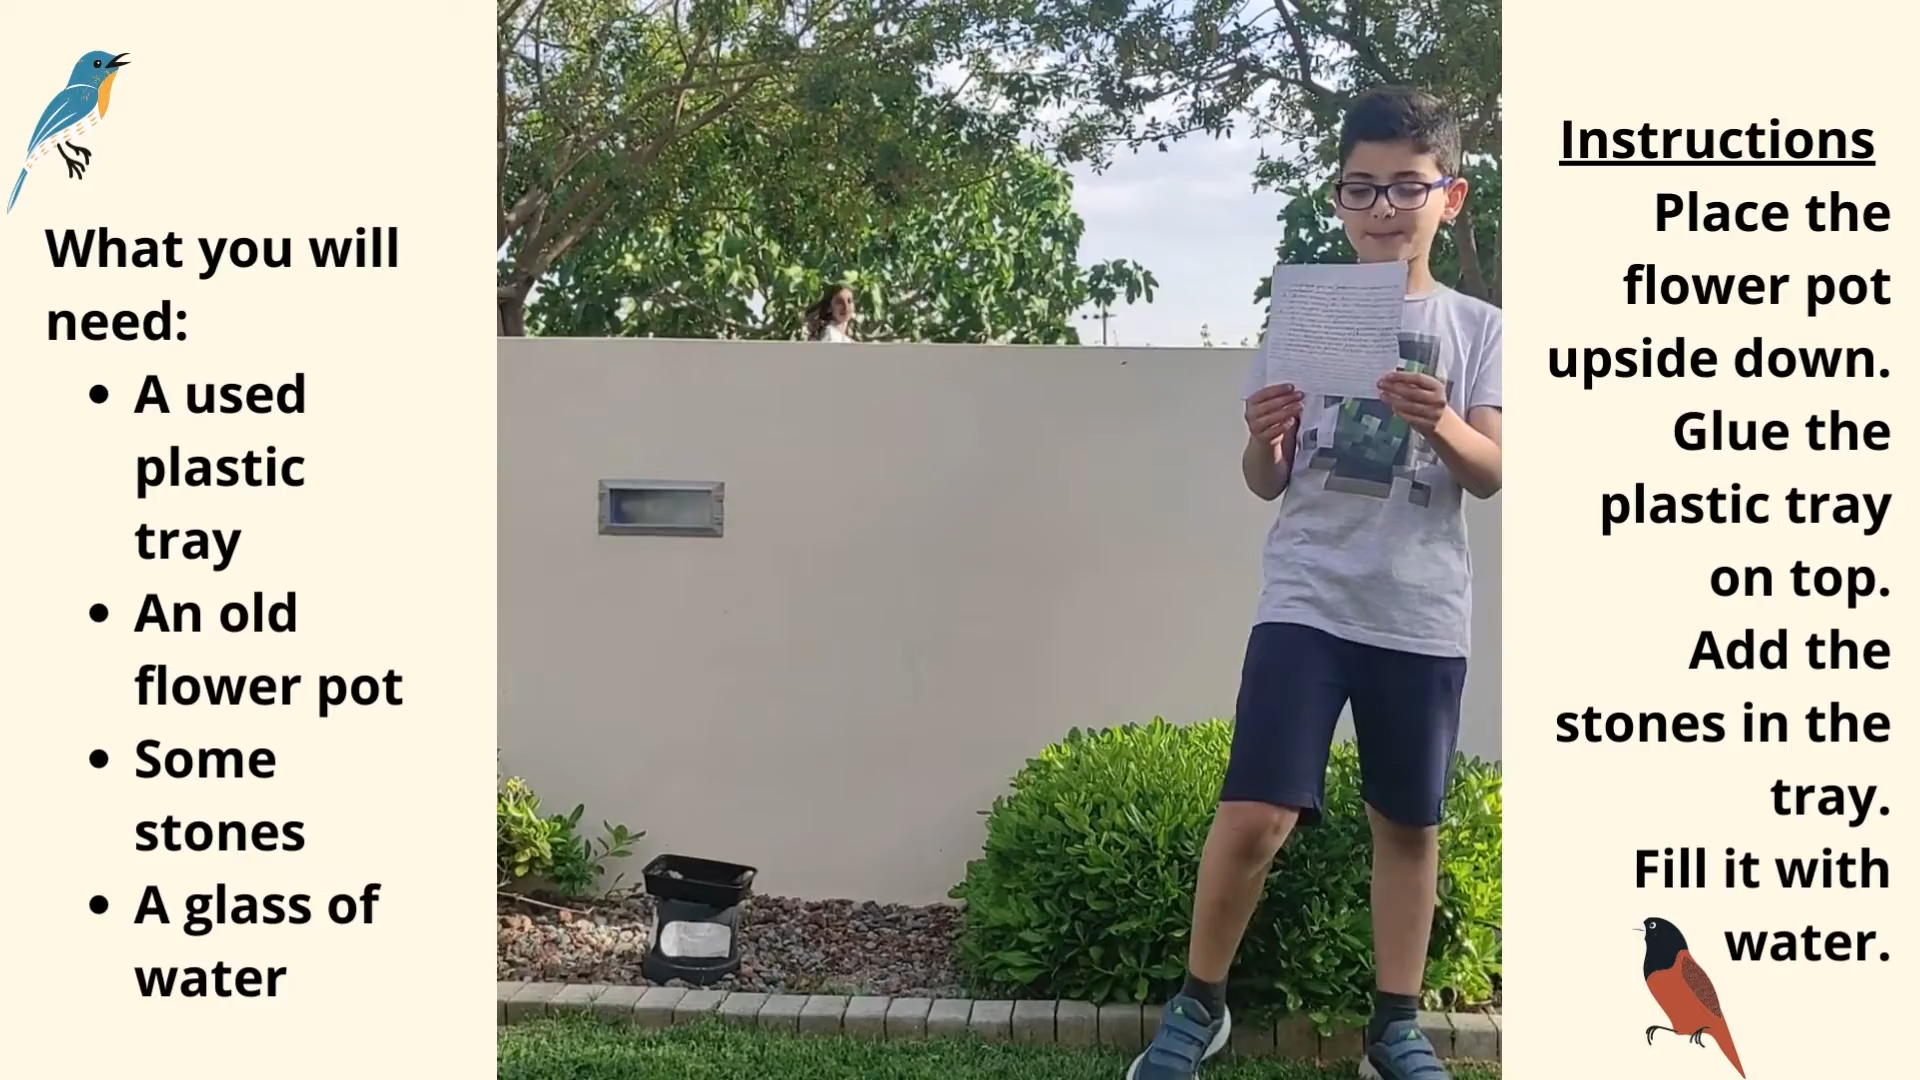 What you will
need:
• A used
plastic
tray
• An old
flower pot
• Some
stones
• A glass of
water
Instructions
Place the
flower pot
upside down.
Glue the
plastic tray
on top.
Add the
stones in the
tray.
Fill it with
water.